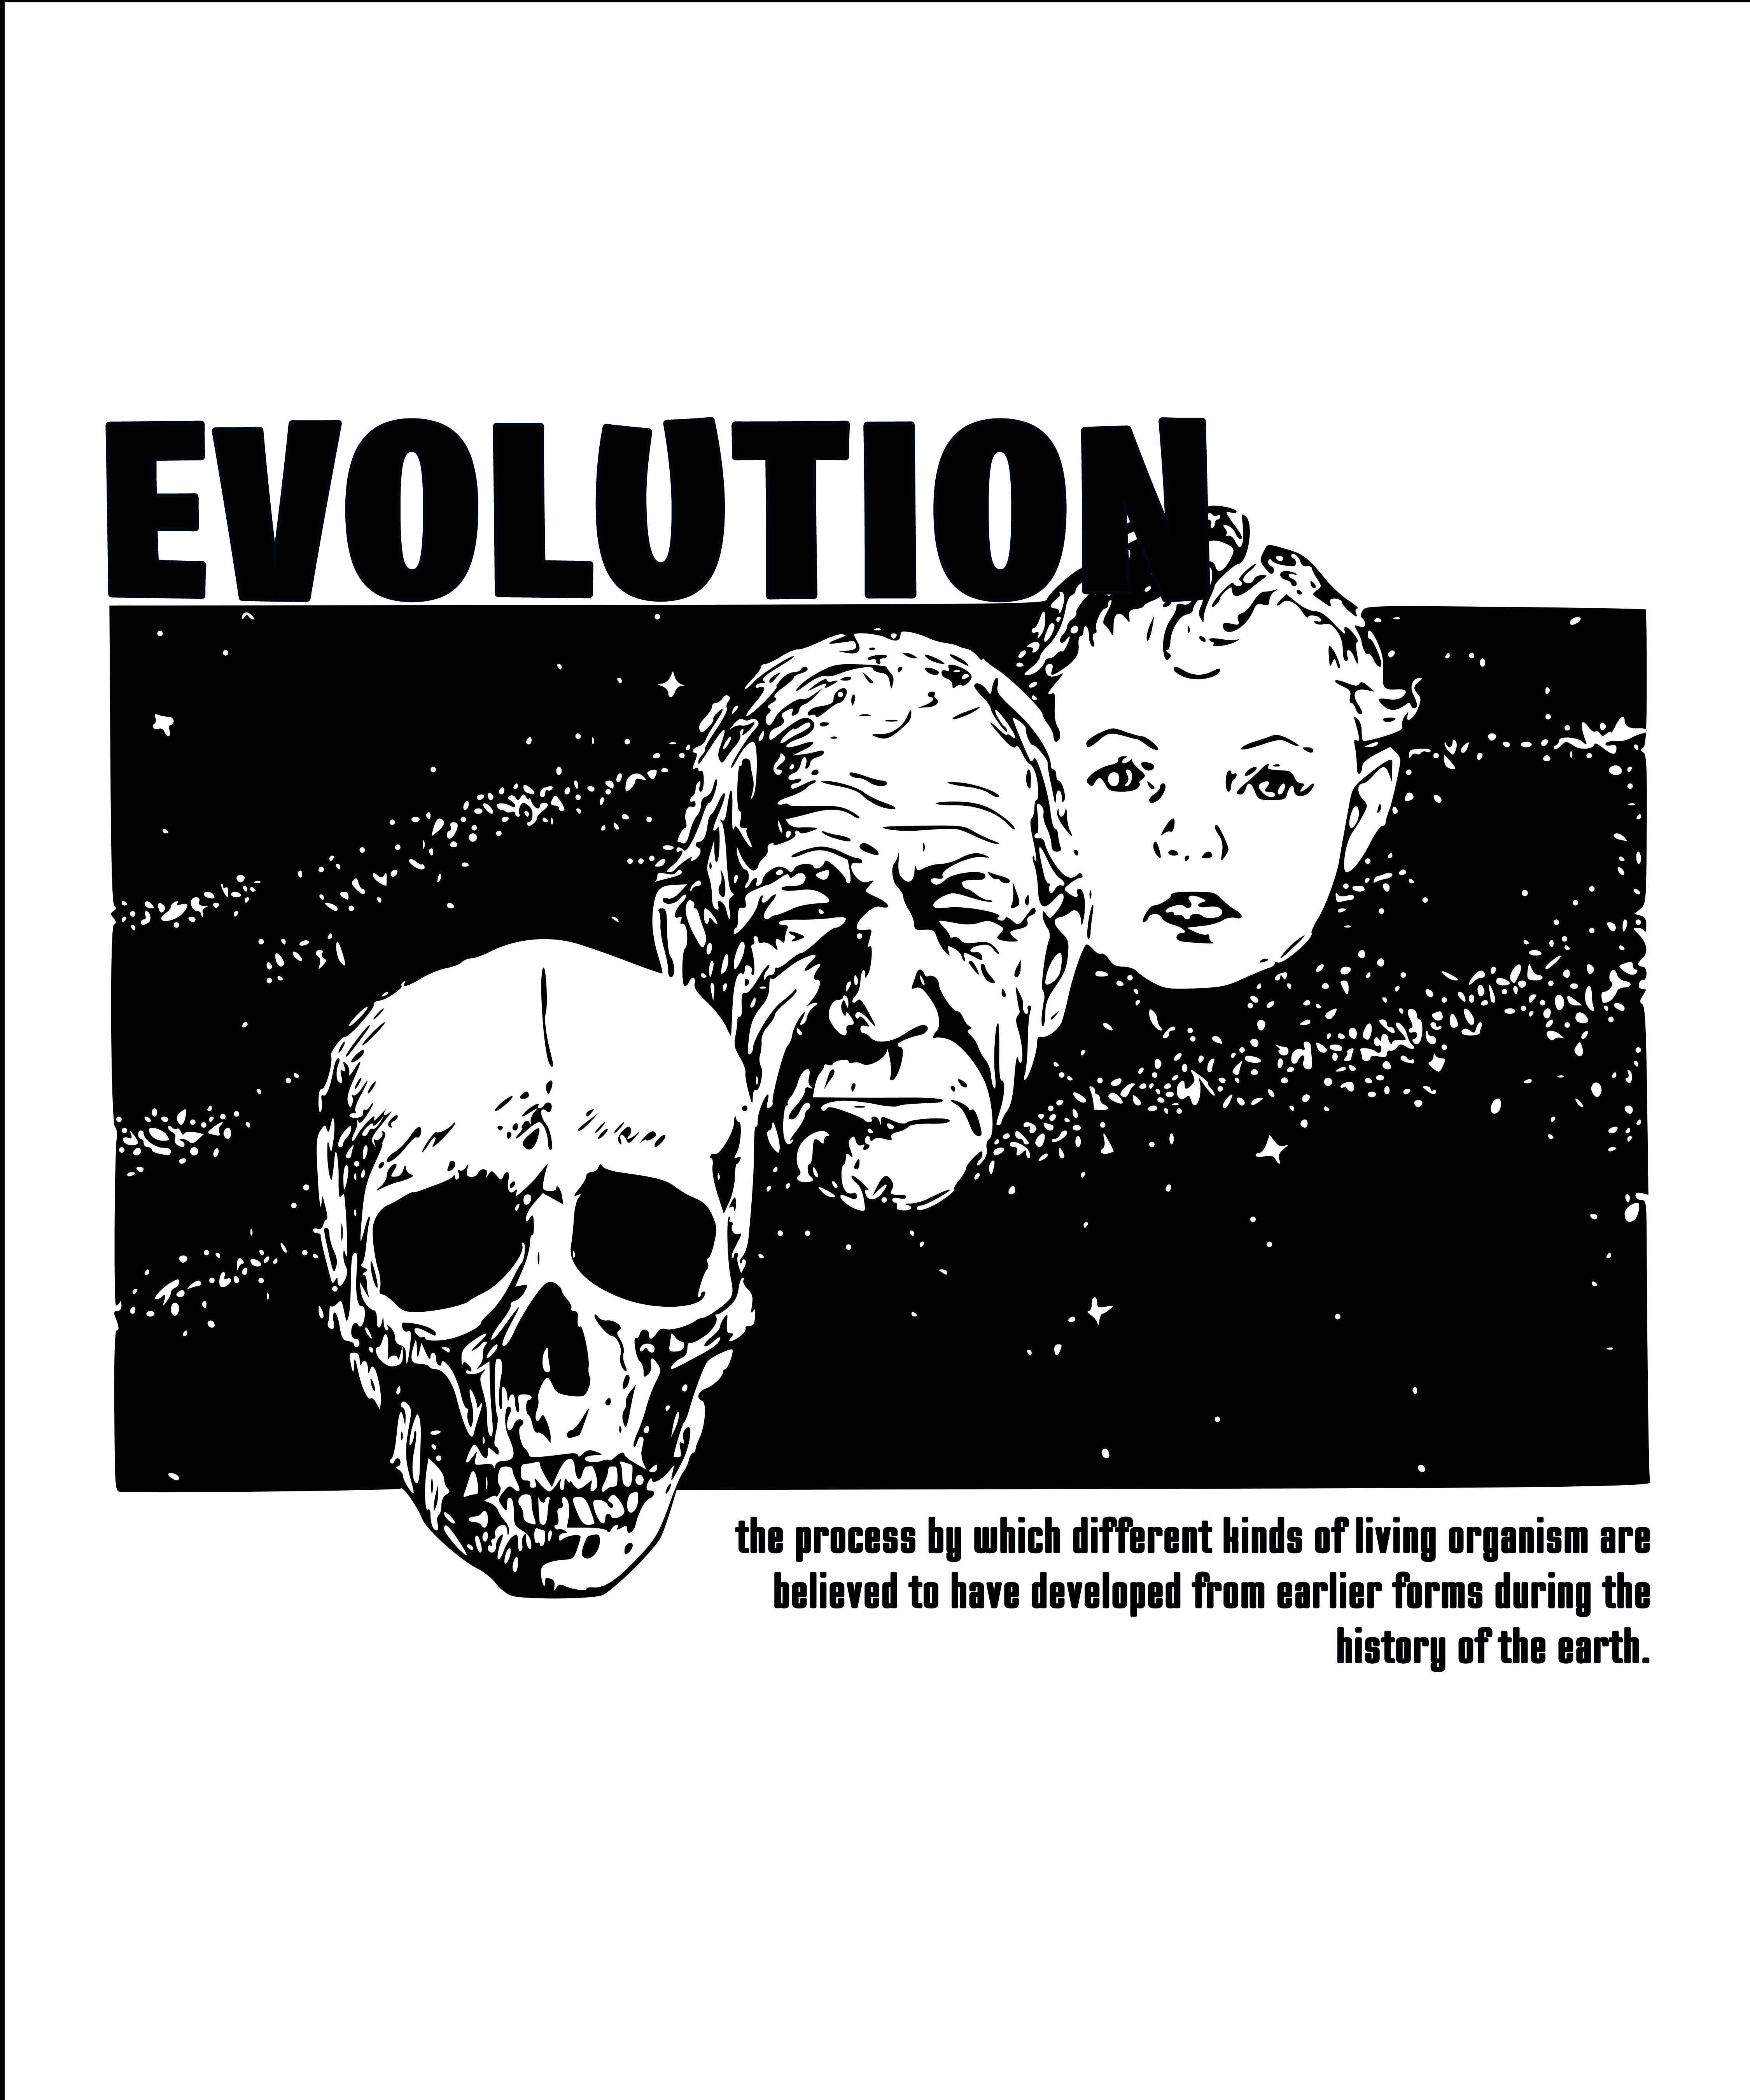 EVOLUTION
the process by which different kinds of living organism are
believed to have developed from earlier forms during the
history of the earth.